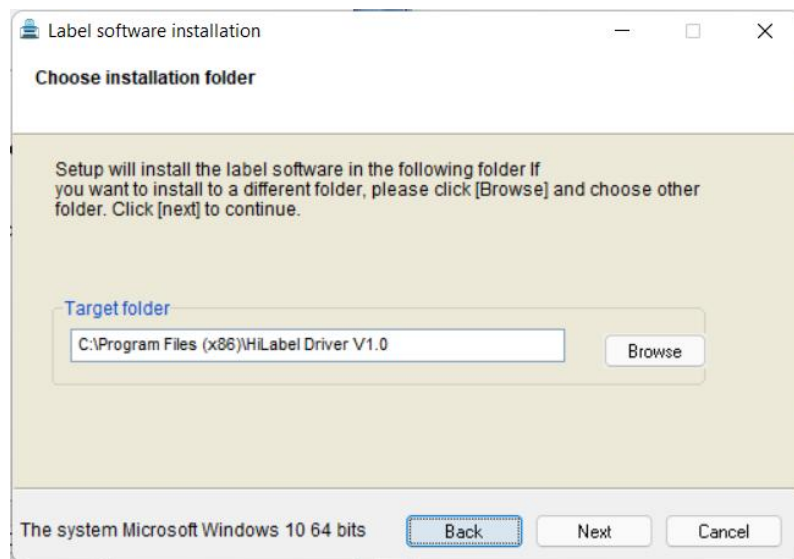 Label software installation
Choose installation folder
Setup will install the label software in the following folder If
you want to install to a different folder, please click [Browse] and choose other
folder. Click [next] to continue.
Target folder
C:\Program Files (x86)\HiLabel Driver V1.0
Browse
The system Microsoft Windows 10 64 bits
Back
Next
Cancel